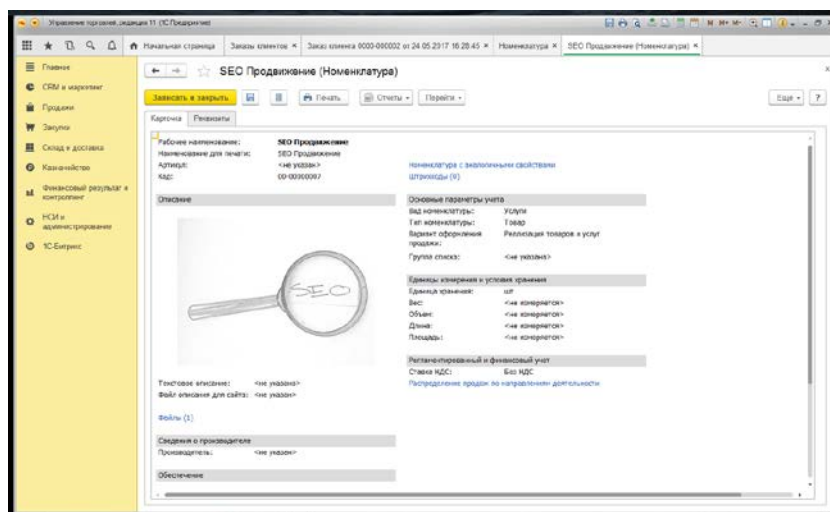 Управление торговлей, редакция 11 (1С:Предприятие)
M M+ M-
Начальная страница
Заказы клиентов ×
Заказ клиента 0000-000002 от 24.05.2017 16:28:45 ×
Номенклатура ×
SEO Продвижение (Номенклатура) ×
Главное
CRM и маркетинг
Продажи
Закупки
Склад и доставка
Казначейство
Финансовый результат и
контроллинг
НСИ и
администрирование
1С-Битрикс
SEO Продвижение (Номенклатура)
Записать и закрыть
Печать
Отчеты
Перейти
Еще
?
Карточка
Реквизиты
Рабочее наименование: SEO Продвижение
Наименование для печати: SEO Продвижение
Артикул: <не указан>
Код: 00-00000007
Номенклатура с аналогичными свойствами
Штрихкоды (0)
Описание
SEO
Текстовое описание: <не указано>
Файл описания для сайта: <не указан>
Файлы (1)
Сведения о производителе
Производитель: <не указан>
Обеспечение
Основные параметры учета
Вид номенклатуры: Услуги
Тип номенклатуры: Товар
Вариант оформления Реализация товаров и услуг
продажи:
Группа списка: <не указана>
Единицы измерения и условия хранения
Единица хранения: шт
Вес: <не измеряется>
Объем: <не измеряется>
Длина: <не измеряется>
Площадь: <не измеряется>
Регламентированный и финансовый учет
Ставка НДС: Без НДС
Распределение продаж по направлениям деятельности